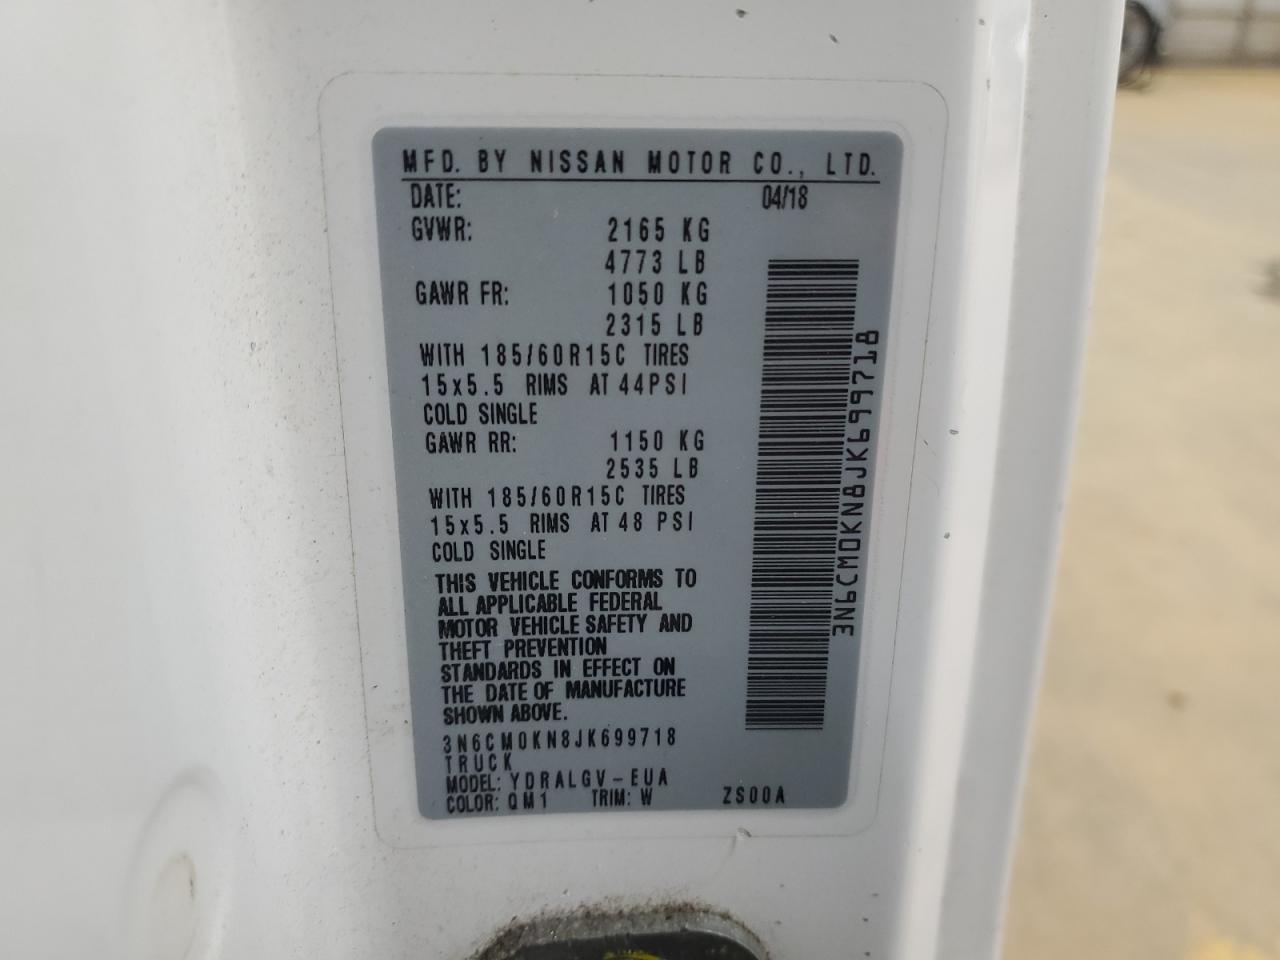 MFD. BY NISSAN MOTOR CO., LTD.
DATE: 04/18
GVWR: 2165 KG
4773 LB
GAWR FR: 1050 KG
2315 LB
WITH 185/60R15C TIRES
15x5.5 RIMS AT 44PSI
COLD SINGLE
GAWR RR: 1150 KG
2535 LB
WITH 185/60R15C TIRES
15x5.5 RIMS AT 48 PSI
COLD SINGLE
THIS VEHICLE CONFORMS TO
ALL APPLICABLE FEDERAL
MOTOR VEHICLE SAFETY AND
THEFT PREVENTION
STANDARDS IN EFFECT ON
THE DATE OF MANUFACTURE
SHOWN ABOVE.
3N6CM0KN8JK699718
TRUCK
MODEL: YDRALGV-EUA
COLOR: QM1 TRIM: W ZS00A
3N6CM0KN8JK699718